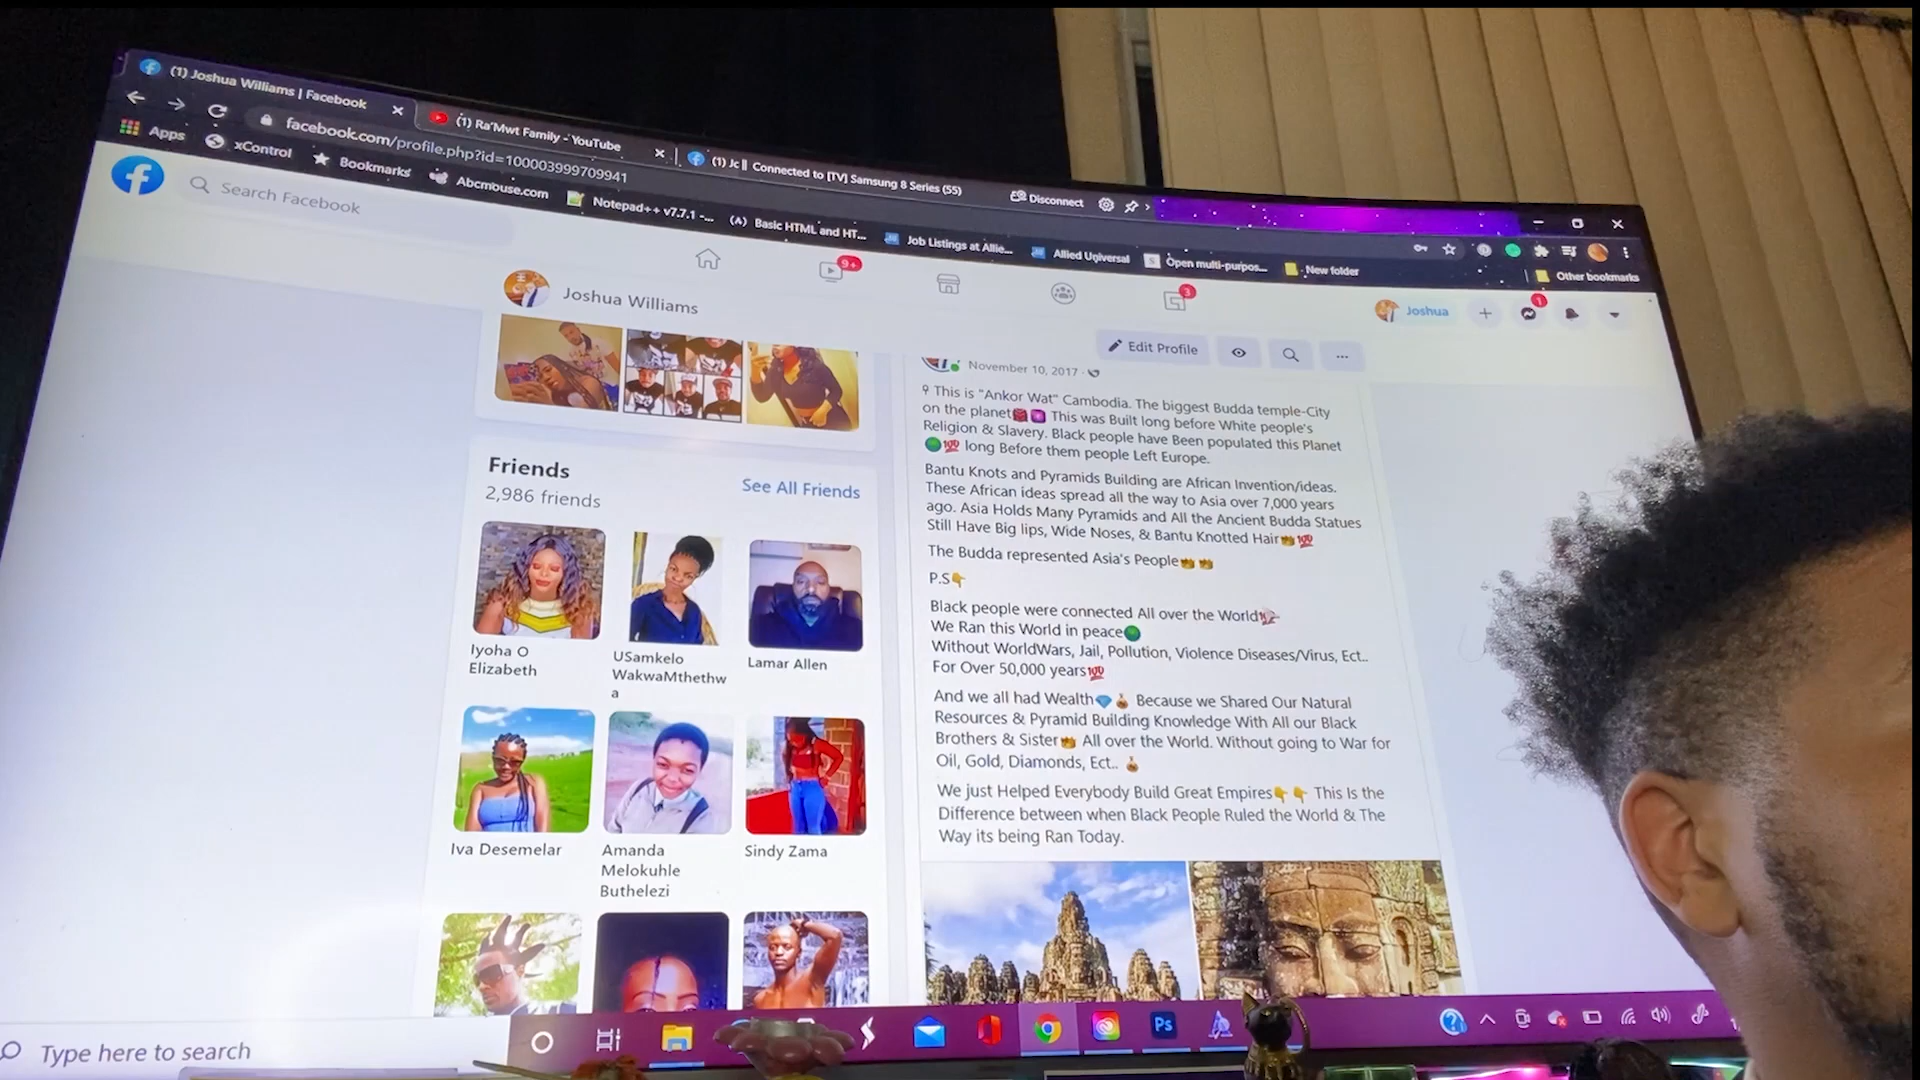 (1) Joshua Williams | Facebook
(1) Ra'Mwt Family - YouTube
(1) Jc ||
Connected to [TV] Samsung 8 Series (55)
Disconnect
facebook.com/profile.php?id=100003999709941
Apps
xControl
Bookmarks
Abcmouse.com
Notepad++ v7.7.1 -...
Basic HTML and HT...
Job Listings at Allie...
Allied Universal
Open multi-purpos...
New folder
Other bookmarks
Search Facebook
9+
3
Joshua
1
Joshua Williams
Edit Profile
Friends
2,986 friends
See All Friends
Iyoha O
Elizabeth
USamkelo
WakwaMthethw
a
Lamar Allen
Iva Desemelar
Amanda
Melokuhle
Buthelezi
Sindy Zama
November 10, 2017 ·
This is "Ankor Wat" Cambodia. The biggest Budda temple-City
on the planet This was Built long before White people's
Religion & Slavery. Black people have Been populated this Planet
💯 long Before them people Left Europe.
Bantu Knots and Pyramids Building are African Invention/ideas.
These African ideas spread all the way to Asia over 7,000 years
ago. Asia Holds Many Pyramids and All the Ancient Budda Statues
Still Have Big lips, Wide Noses, & Bantu Knotted Hair👑💯
The Budda represented Asia's People👑👑
P.S👇
Black people were connected All over the World💯
We Ran this World in peace
Without WorldWars, Jail, Pollution, Violence Diseases/Virus, Ect..
For Over 50,000 years💯
And we all had Wealth💎💰 Because we Shared Our Natural
Resources & Pyramid Building Knowledge With All our Black
Brothers & Sister👑 All over the World. Without going to War for
Oil, Gold, Diamonds, Ect.. 💰
We just Helped Everybody Build Great Empires👇👇 This Is the
Difference between when Black People Ruled the World & The
Way its being Ran Today.
Type here to search
Ps